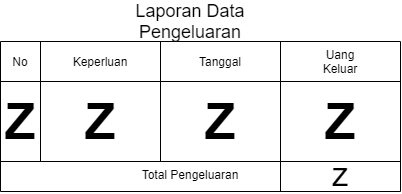 Laporan Data
Pengeluaran
No Keperluan Tanggal Uang
Keluar
Z Z Z Z
Total Pengeluaran Z